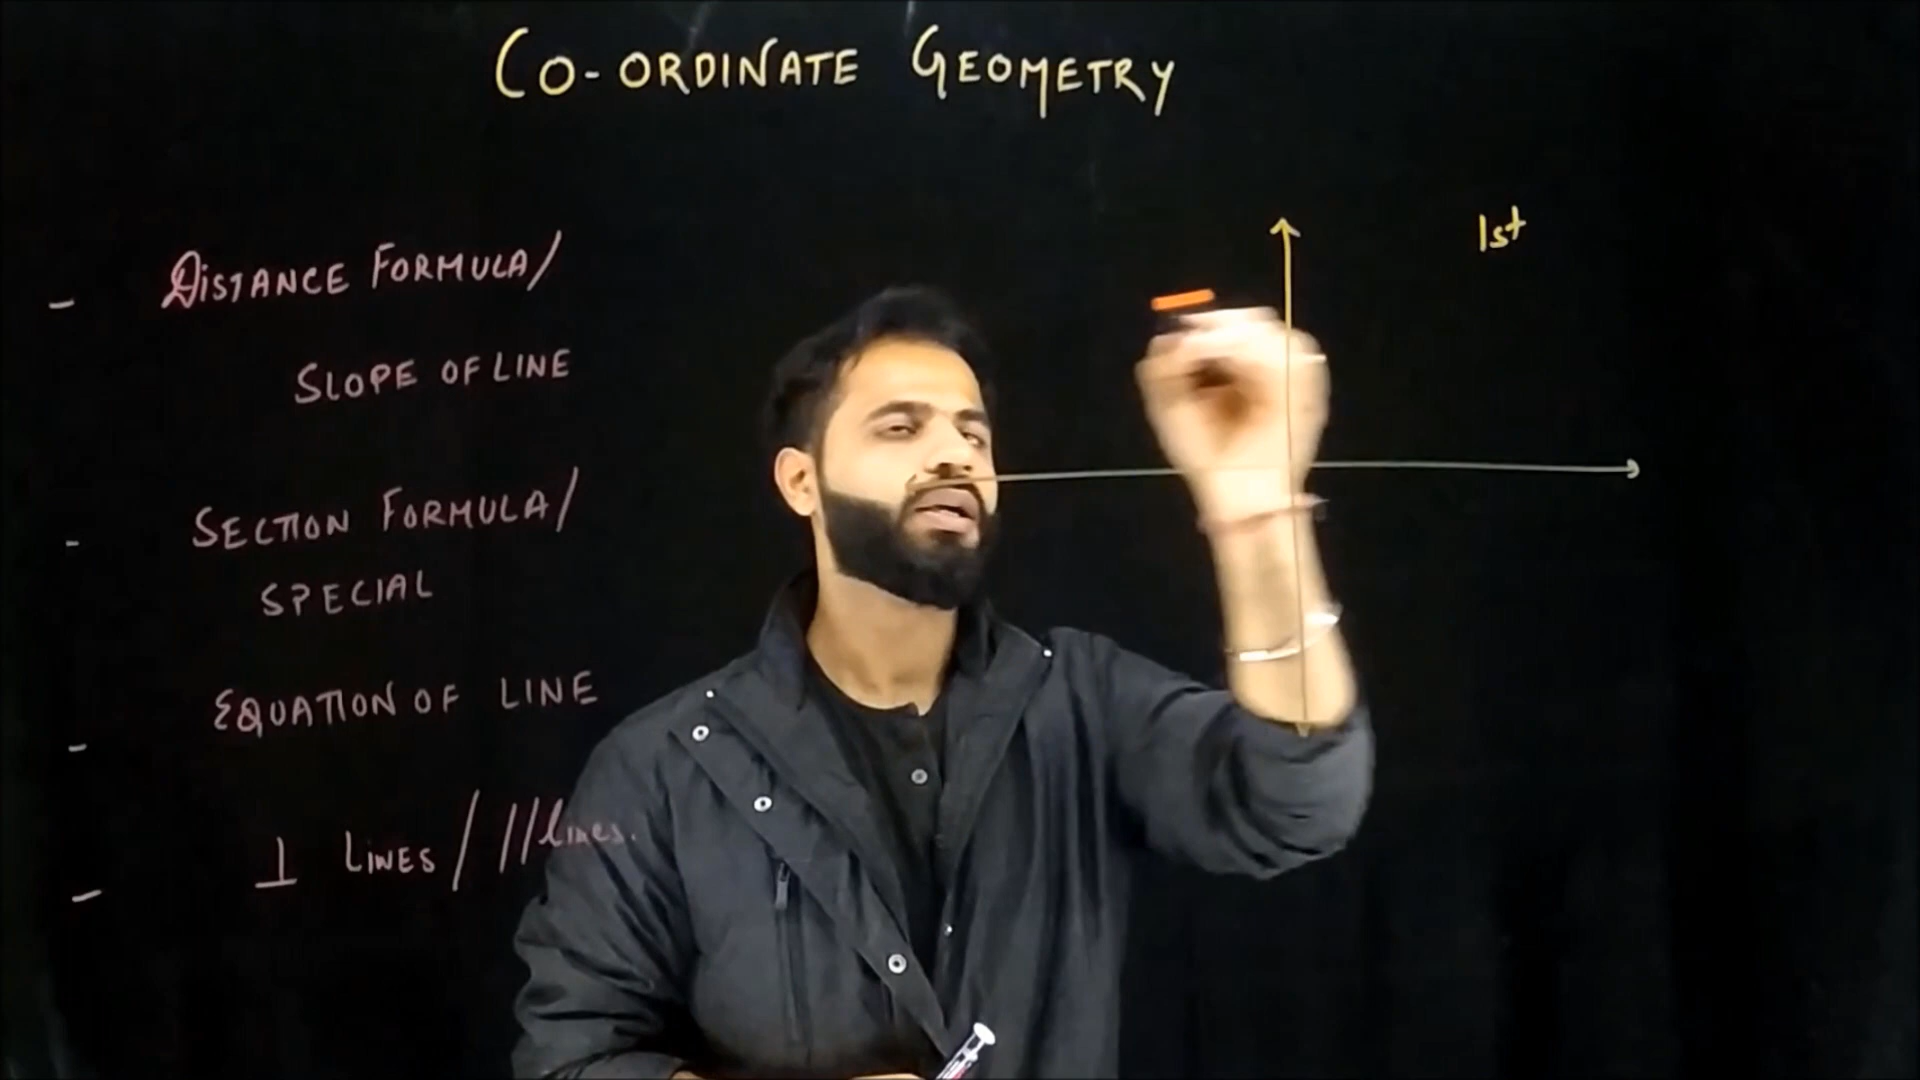 CO-ORDINATE GEOMETRY
1st
- DISTANCE FORMULA/
SLOPE OF LINE
- SECTION FORMULA/
SPECIAL
- EQUATION OF LINE
- ⊥ LINES / // lines.